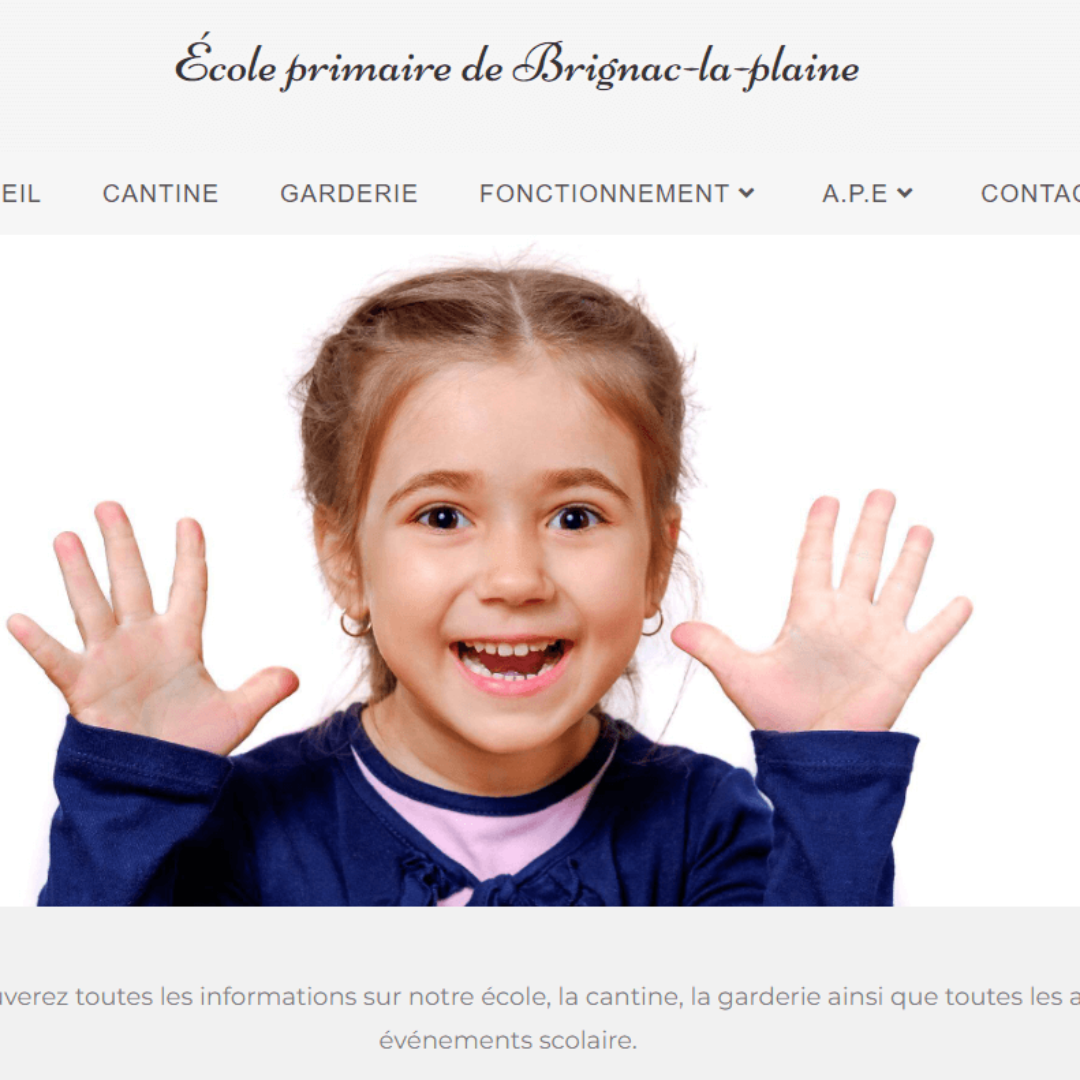 École primaire de Brignac-la-plaine
EIL CANTINE GARDERIE FONCTIONNEMENT A.P.E CONTAC
uverez toutes les informations sur notre école, la cantine, la garderie ainsi que toutes les a
événements scolaire.